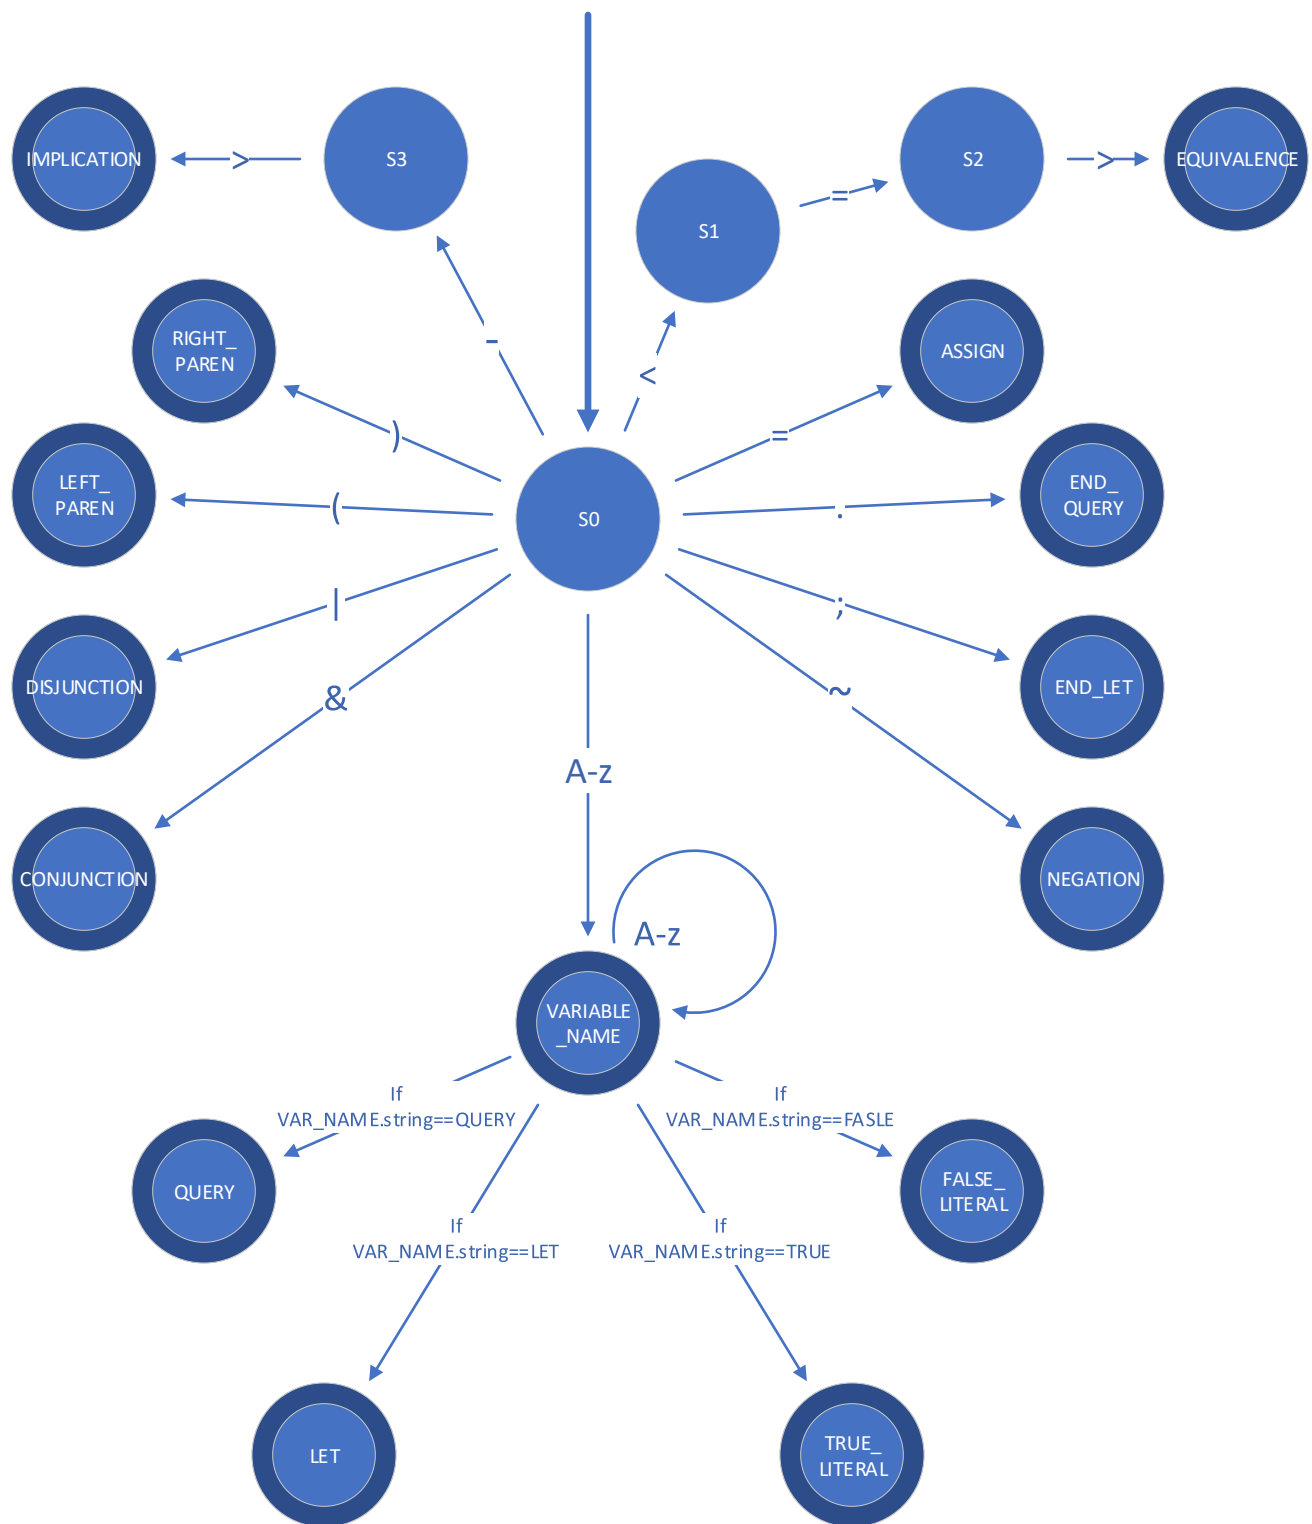 IMPLICATION
>
S3
S2
>
EQUIVALENCE
=
S1
-
<
RIGHT_
PAREN
ASSIGN
)
=
LEFT_
PAREN
(
S0
.
END_
QUERY
|
;
DISJUNCTION
&
~
END_LET
A-z
CONJUNCTION
NEGATION
A-z
VARIABLE
_NAME
If
VAR_NAME.string==QUERY
If
VAR_NAME.string==FASLE
QUERY
FALSE_
LITERAL
If
VAR_NAME.string==LET
If
VAR_NAME.string==TRUE
LET
TRUE_
LITERAL